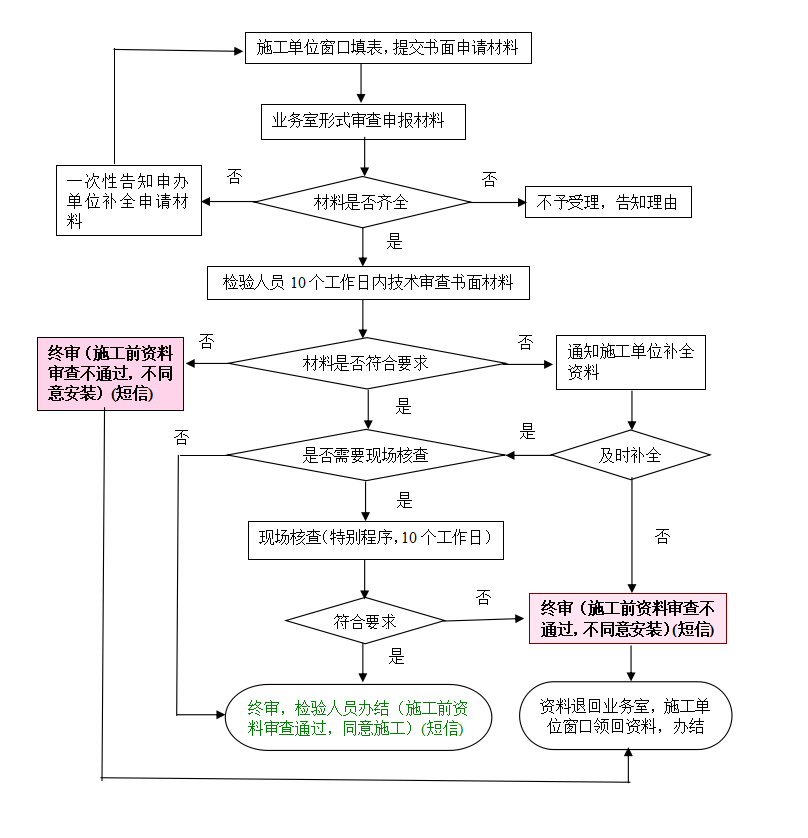 施工单位窗口填表，提交书面申请材料
业务室形式审查申报材料
一次性告知申办
单位补全申请材
料
否
材料是否齐全
否
不予受理，告知理由
是
检验人员 10 个工作日内技术审查书面材料
终审（施工前资料
审查不通过，不同
意安装）(短信)
否
材料是否符合要求
否
通知施工单位补全
资料
是
否
是否需要现场核查
是
及时补全
是
现场核查（特别程序，10 个工作日）
否
符合要求
否
终审（施工前资料审查不
通过，不同意安装）(短信)
是
终审，检验人员办结（施工前资
料审查通过，同意施工）(短信)
资料退回业务室，施工单
位窗口领回资料，办结